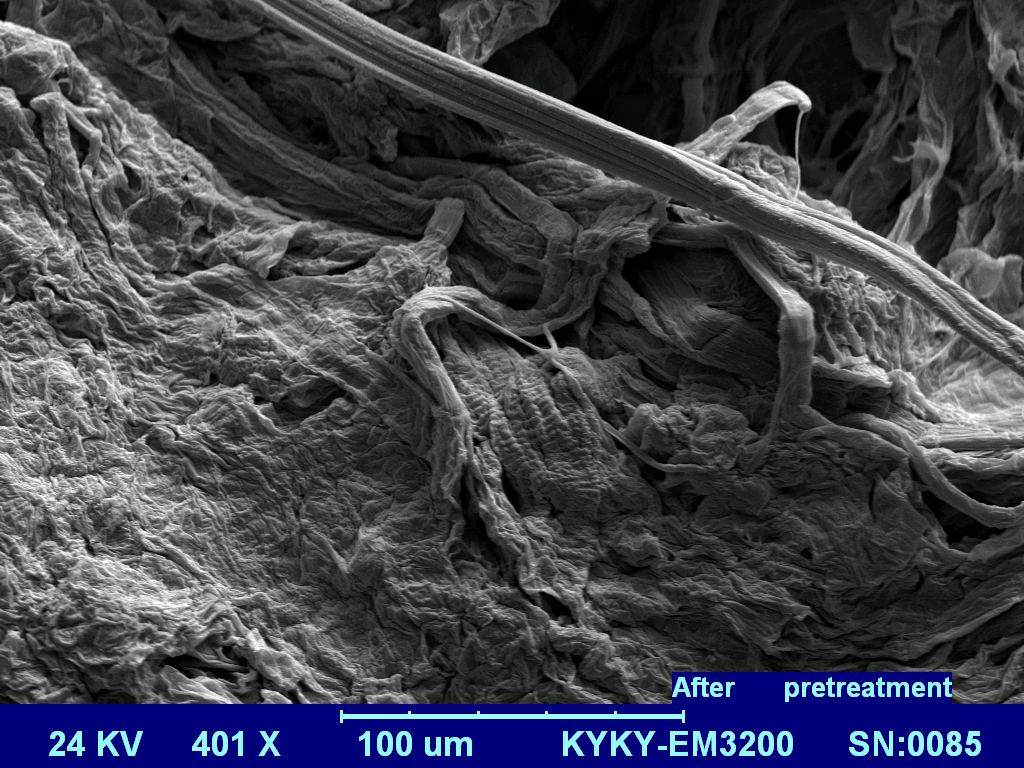 After pretreatment
24 KV 401 X 100 um KYKY-EM3200 SN:0085